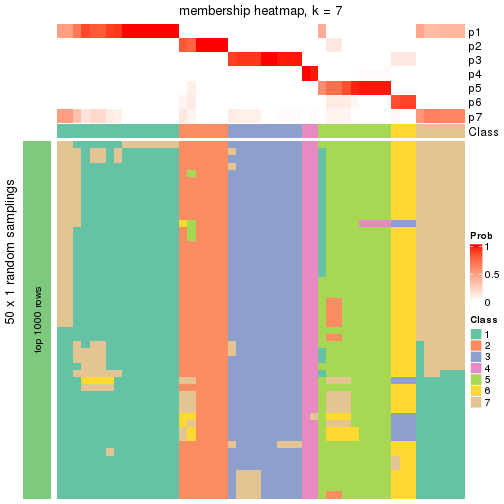 membership heatmap, k = 7
p1
p2
p3
p4
p5
p6
p7
Class
50 x 1 random samplings
top 1000 rows
Prob
1
0.5
0
Class
1
2
3
4
5
6
7